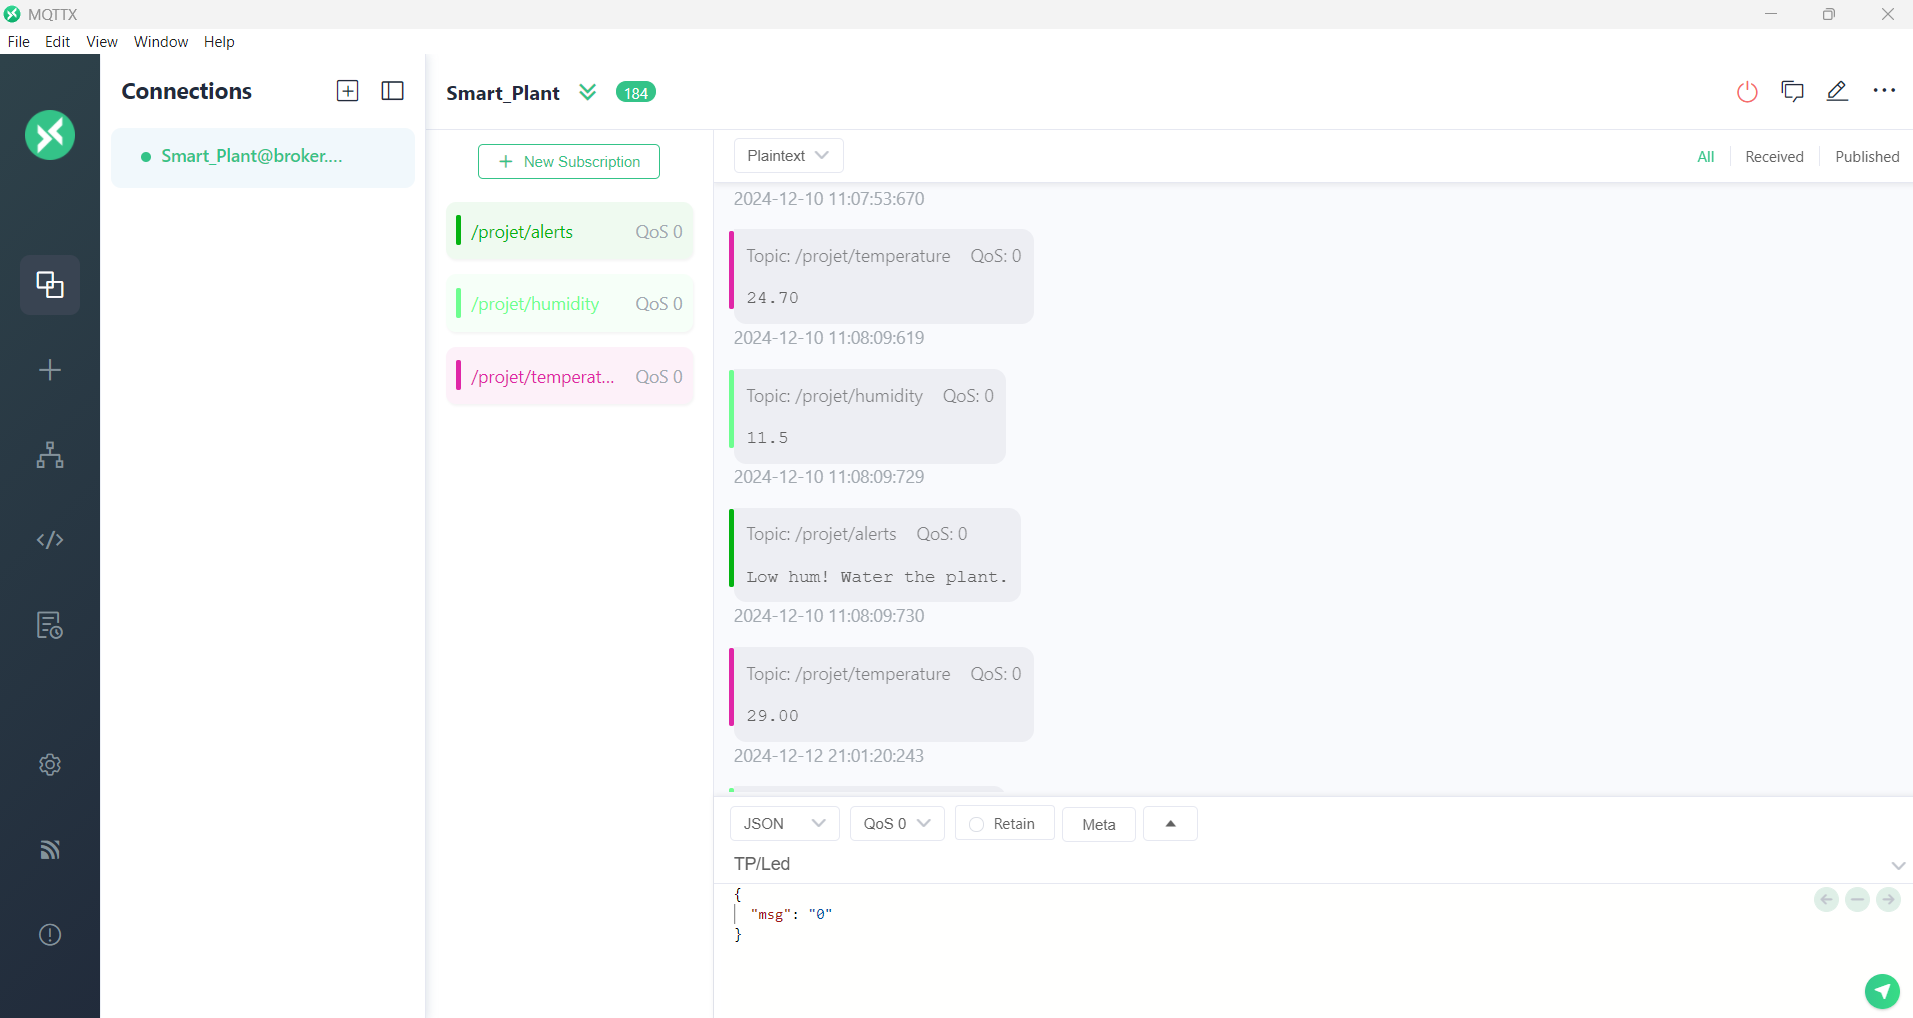 MQTTX
File Edit View Window Help
Connections
Smart_Plant@broker....
Smart_Plant 184
+ New Subscription
/projet/alerts QoS 0
/projet/humidity QoS 0
/projet/temperat... QoS 0
Plaintext
All Received Published
2024-12-10 11:07:53:670
Topic: /projet/temperature QoS: 0
24.70
2024-12-10 11:08:09:619
Topic: /projet/humidity QoS: 0
11.5
2024-12-10 11:08:09:729
Topic: /projet/alerts QoS: 0
Low hum! Water the plant.
2024-12-10 11:08:09:730
Topic: /projet/temperature QoS: 0
29.00
2024-12-12 21:01:20:243
JSON QoS 0 Retain Meta
TP/Led
{
"msg": "0"
}